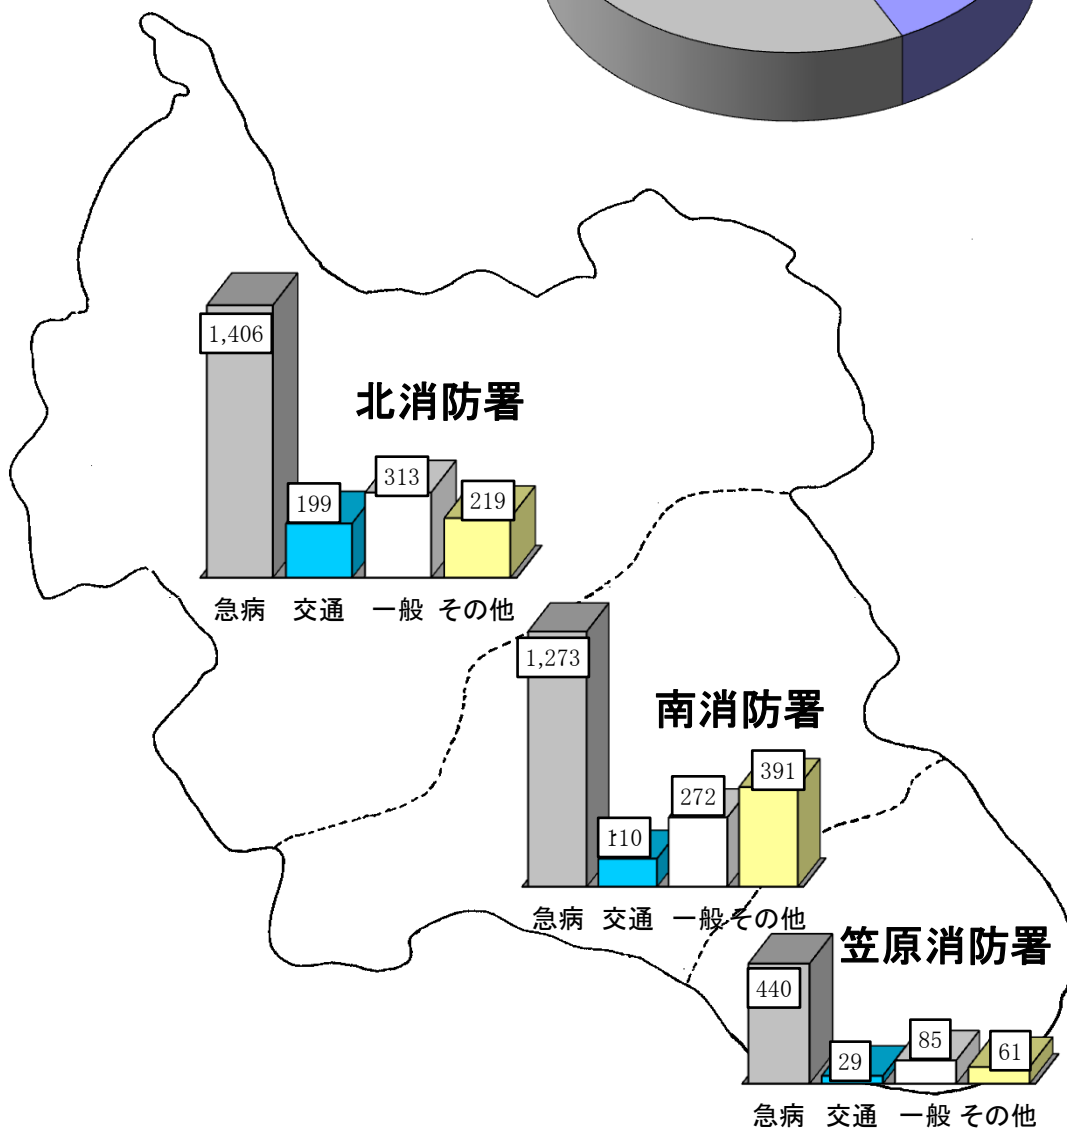 1,406
北消防署
313
199
219
急病 交通 一般 その他
1,273
南消防署
391
272
110
急病 交通 一般 その他
笠原消防署
440
85
61
29
急病 交通 一般 その他